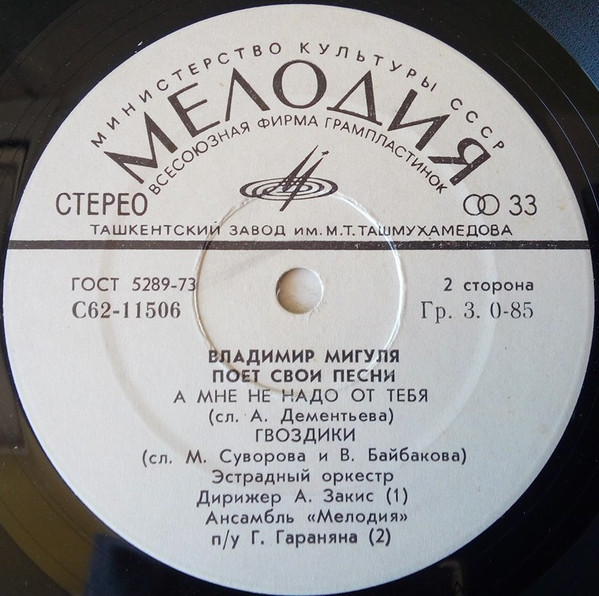 МИНИСТЕРСТВО КУЛЬТУРЫ СССР
МЕЛОДИЯ
ВСЕСОЮЗНАЯ ФИРМА ГРАМПЛАСТИНОК
СТЕРЕО 33
ТАШКЕНТСКИЙ ЗАВОД ИМ. М.Т. ТАШМУХАМЕДОВА
ГОСТ 5289-73 2 сторона
С62-11506 Гр. 3. 0-85
ВЛАДИМИР МИГУЛЯ
ПОЕТ СВОИ ПЕСНИ
А МНЕ НЕ НАДО ОТ ТЕБЯ
(сл. А. Дементьева)
ГВОЗДИКИ
(сл. М. Суворова и В. Байбакова)
Эстрадный оркестр
Дирижер А. Закис (1)
Ансамбль «Мелодия»
п/у Г. Гараняна (2)